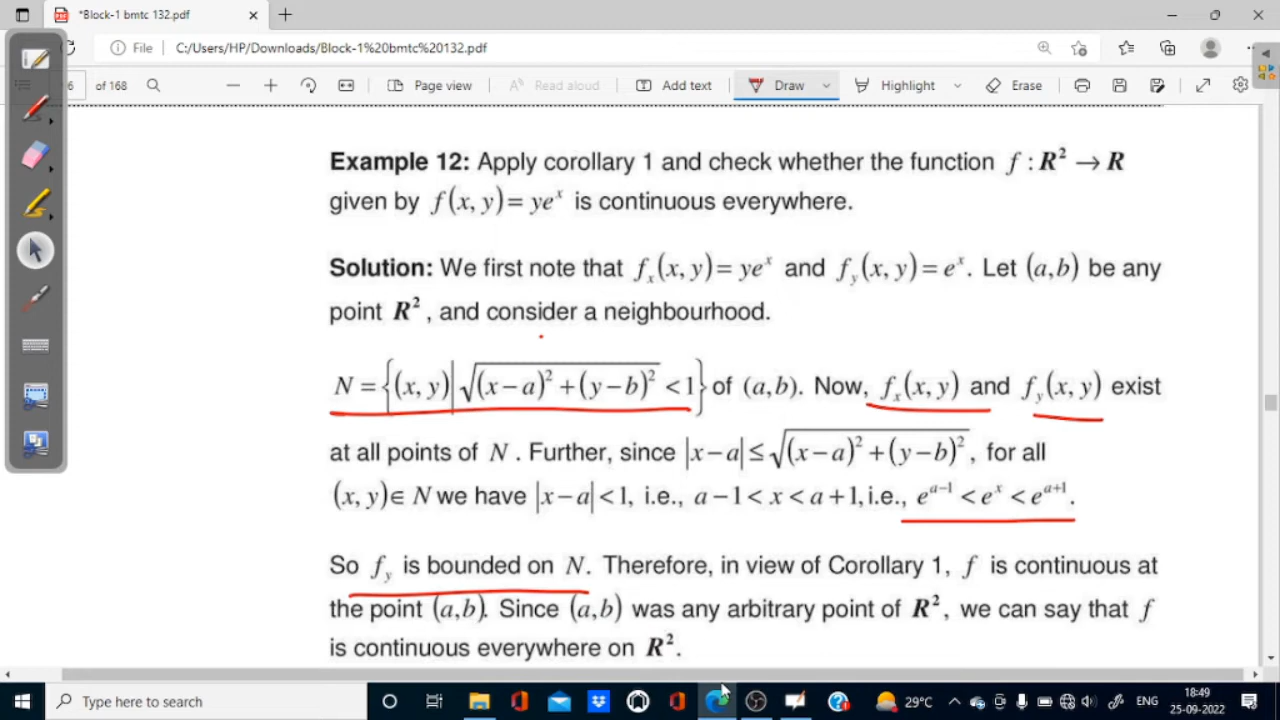 *Block-1 bmtc 132.pdf
File C:/Users/HP/Downloads/Block-1%20bmtc%20132.pdf
6 of 168 Page view Read aloud Add text Draw Highlight Erase
Example 12: Apply corollary 1 and check whether the function f : R² → R
given by f(x, y) = yeˣ is continuous everywhere.
Solution: We first note that fₓ(x, y) = yeˣ and f_y(x, y) = eˣ. Let (a,b) be any
point R², and consider a neighbourhood.
N = {(x, y)| √((x−a)² + (y−b)²) < 1} of (a,b). Now, fₓ(x, y) and f_y(x, y) exist
at all points of N. Further, since |x−a| ≤ √((x−a)² + (y−b)²), for all
(x, y)∈ N we have |x−a| < 1, i.e., a−1 < x < a+1, i.e., e^{a−1} < eˣ < e^{a+1}.
So f_y is bounded on N. Therefore, in view of Corollary 1, f is continuous at
the point (a,b). Since (a,b) was any arbitrary point of R², we can say that f
is continuous everywhere on R².
Type here to search 29°C ENG 18:49
25-09-2022